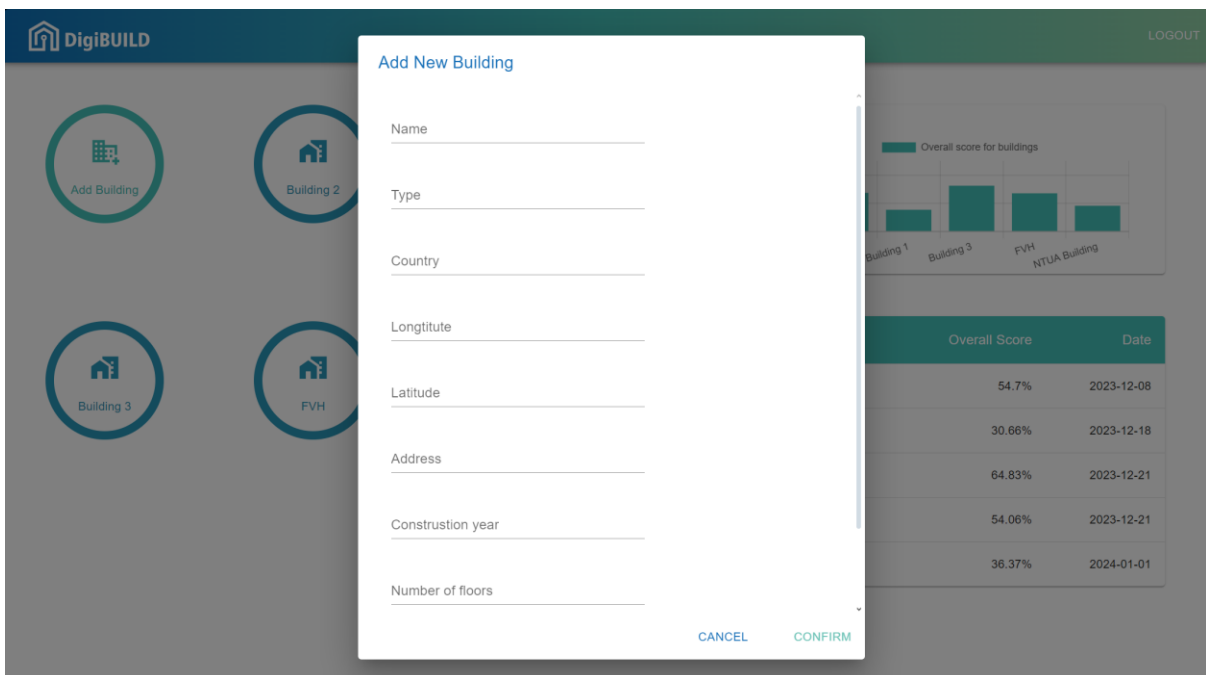 DigiBUILD
LOGOUT
Add New Building
Name
Type
Country
Longtitute
Latitude
Address
Construstion year
Number of floors
CANCEL
CONFIRM
Add Building
Building 2
Building 3
FVH
Overall score for buildings
Building 1
Building 3
FVH
NTUA Building
Overall Score
Date
54.7%
2023-12-08
30.66%
2023-12-18
64.83%
2023-12-21
54.06%
2023-12-21
36.37%
2024-01-01